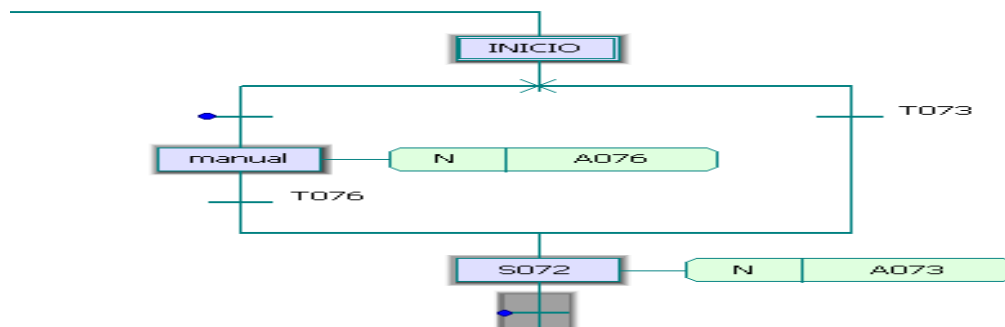 INICIO
T073
manual
N
A076
T076
S072
N
A073